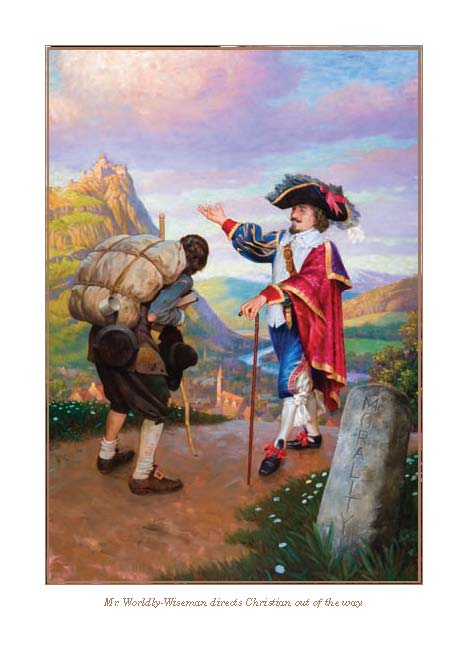 MORALITY
Mr. Worldly-Wiseman directs Christian out of the way.